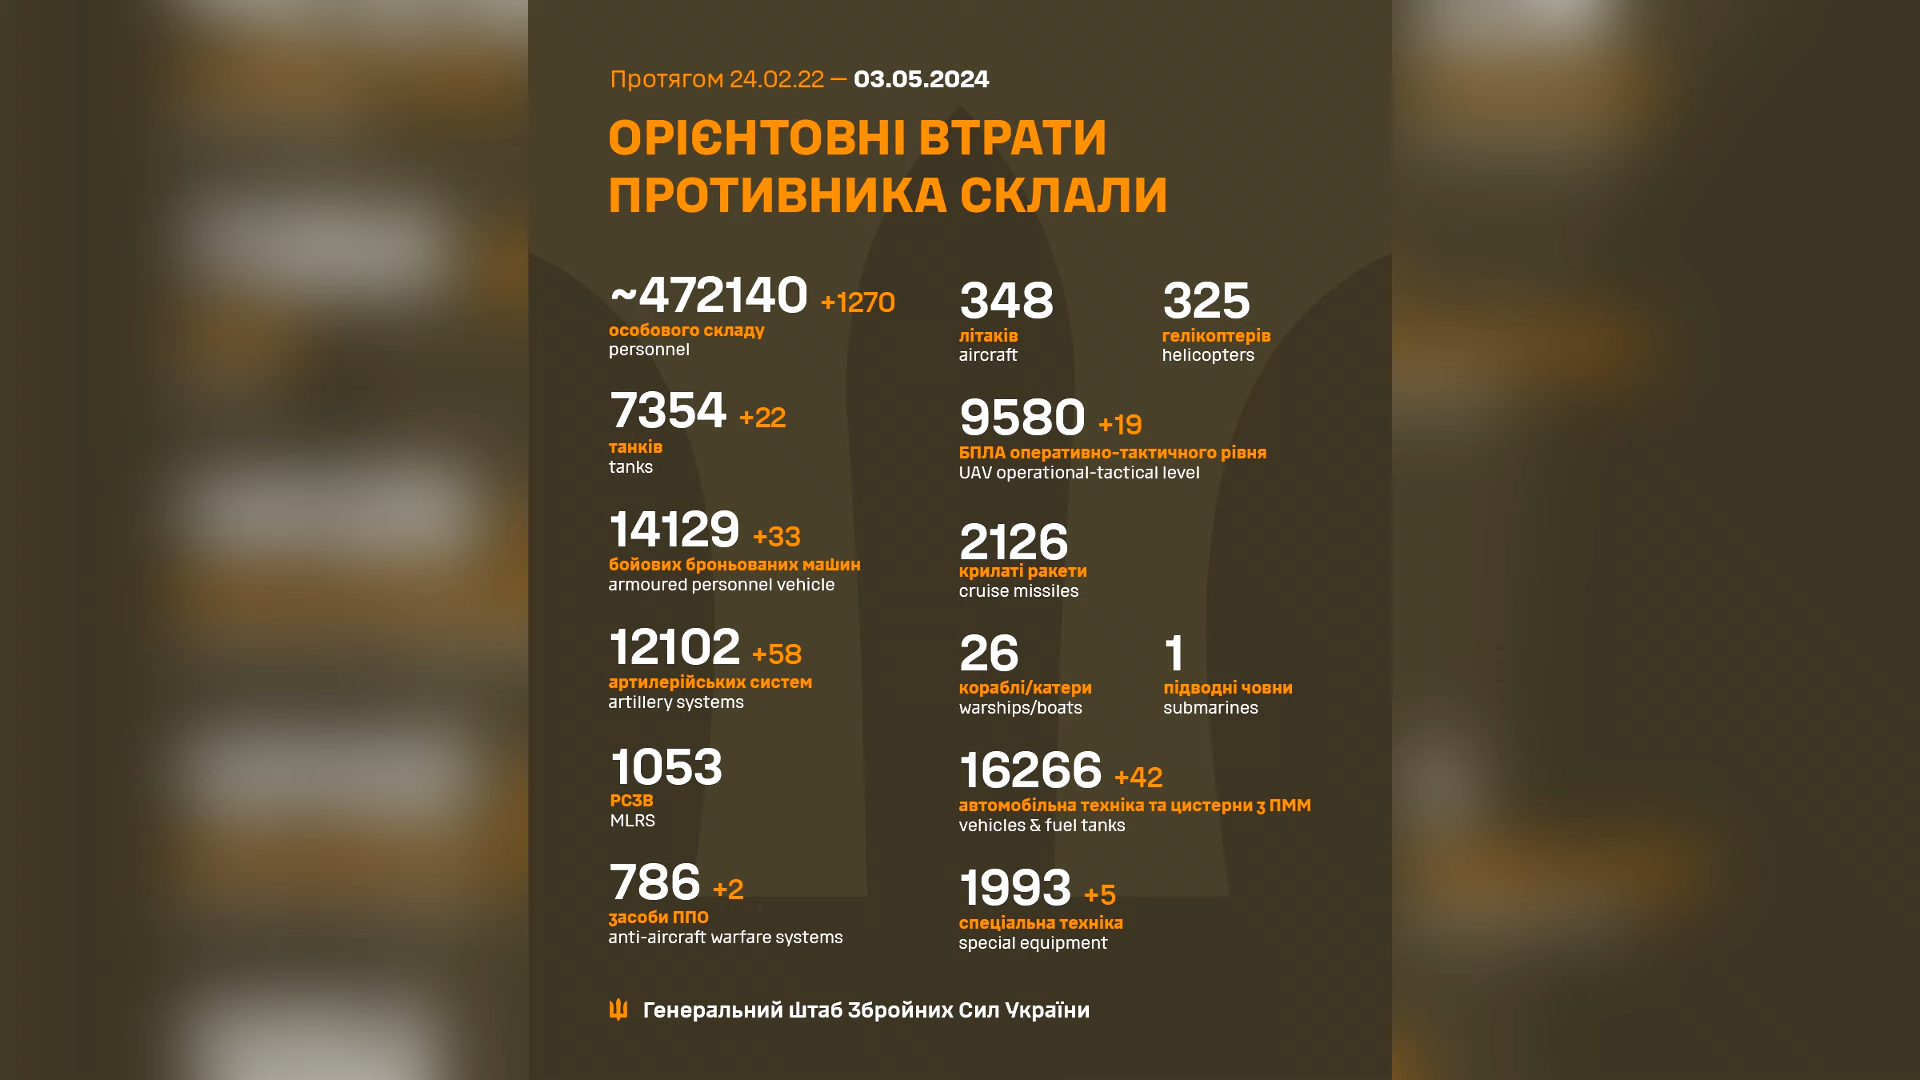 Протягом 24.02.22 — 03.05.2024
ОРІЄНТОВНІ ВТРАТИ
ПРОТИВНИКА СКЛАЛИ
~472140 +1270
особового складу
personnel
348
літаків
aircraft
325
гелікоптерів
helicopters
7354 +22
танків
tanks
9580 +19
БПЛА оперативно-тактичного рівня
UAV operational-tactical level
14129 +33
бойових броньованих машин
armoured personnel vehicle
2126
крилаті ракети
cruise missiles
12102 +58
артилерійських систем
artillery systems
26
кораблі/катери
warships/boats
1
підводні човни
submarines
1053
РСЗВ
MLRS
16266 +42
автомобільна техніка та цистерни з ПММ
vehicles & fuel tanks
786 +2
засоби ППО
anti-aircraft warfare systems
1993 +5
спеціальна техніка
special equipment
Генеральний Штаб Збройних Сил України